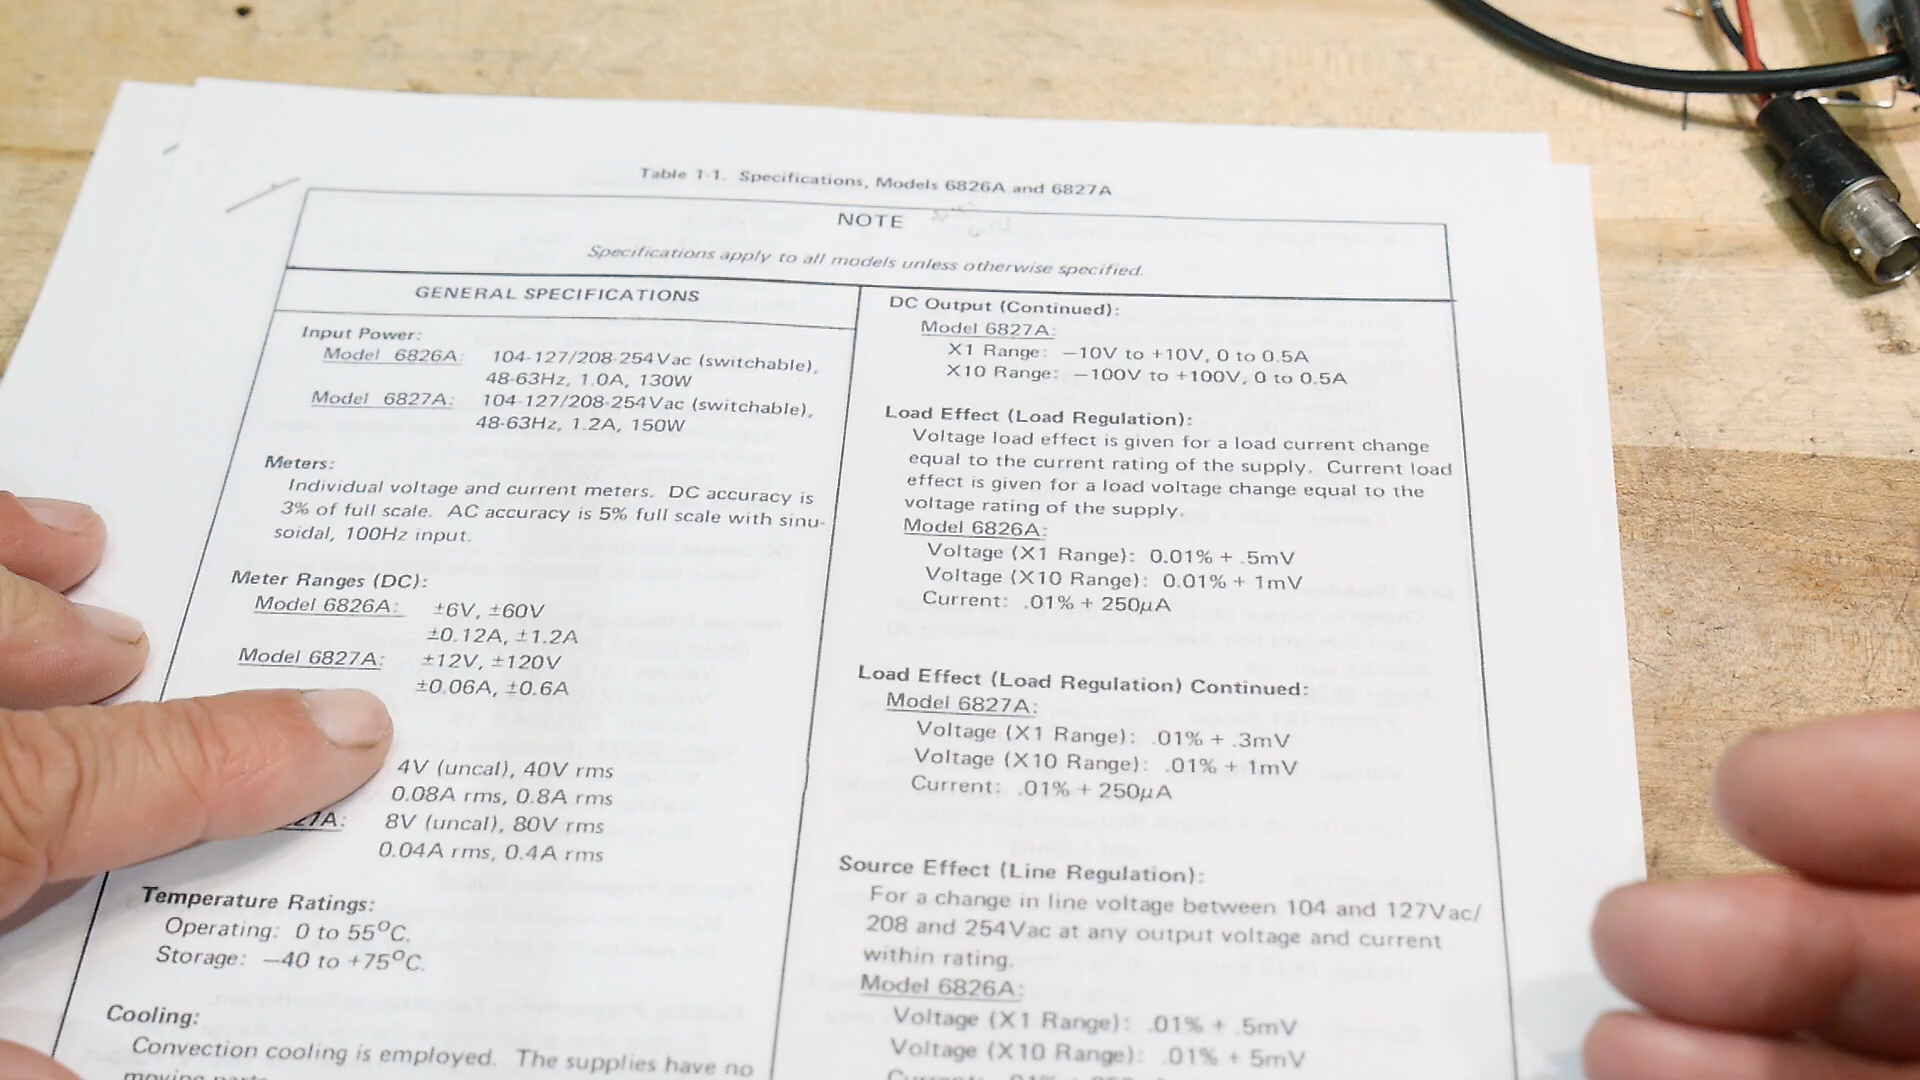 Table 1-1. Specifications, Models 6826A and 6827A
NOTE
Specifications apply to all models unless otherwise specified.
GENERAL SPECIFICATIONS
Input Power:
Model 6826A: 104-127/208-254Vac (switchable),
48-63Hz, 1.0A, 130W
Model 6827A: 104-127/208-254Vac (switchable),
48-63Hz, 1.2A, 150W
Meters:
Individual voltage and current meters. DC accuracy is
3% of full scale. AC accuracy is 5% full scale with sinu-
soidal, 100Hz input.
Meter Ranges (DC):
Model 6826A: ±6V, ±60V
±0.12A, ±1.2A
Model 6827A: ±12V, ±120V
±0.06A, ±0.6A
4V (uncal), 40V rms
0.08A rms, 0.8A rms
27A: 8V (uncal), 80V rms
0.04A rms, 0.4A rms
Temperature Ratings:
Operating: 0 to 55°C.
Storage: —40 to +75°C.
Cooling:
Convection cooling is employed. The supplies have no
moving parts.
DC Output (Continued):
Model 6827A:
X1 Range: —10V to +10V, 0 to 0.5A
X10 Range: —100V to +100V, 0 to 0.5A
Load Effect (Load Regulation):
Voltage load effect is given for a load current change
equal to the current rating of the supply. Current load
effect is given for a load voltage change equal to the
voltage rating of the supply.
Model 6826A:
Voltage (X1 Range): 0.01% + .5mV
Voltage (X10 Range): 0.01% + 1mV
Current: .01% + 250μA
Load Effect (Load Regulation) Continued:
Model 6827A:
Voltage (X1 Range): .01% + .3mV
Voltage (X10 Range): .01% + 1mV
Current: .01% + 250μA
Source Effect (Line Regulation):
For a change in line voltage between 104 and 127Vac/
208 and 254Vac at any output voltage and current
within rating.
Model 6826A:
Voltage (X1 Range): .01% + .5mV
Voltage (X10 Range): .01% + 5mV